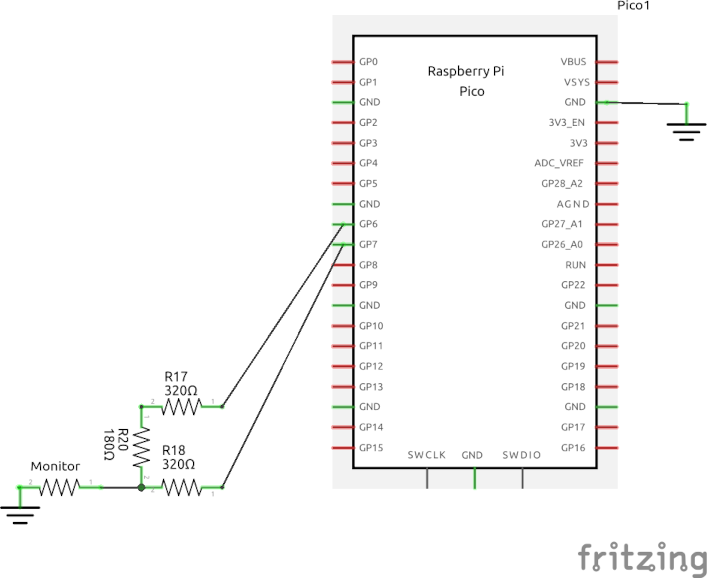 Pico1
Raspberry Pi
Pico
GP0
GP1
GND
GP2
GP3
GP4
GP5
GND
GP6
GP7
GP8
GP9
GND
GP10
GP11
GP12
GP13
GND
GP14
GP15
VBUS
VSYS
GND
3V3_EN
3V3
ADC_VREF
GP28_A2
AGND
GP27_A1
GP26_A0
RUN
GP22
GND
GP21
GP20
GP19
GP18
GND
GP17
GP16
SWCLK GND SWDIO
R17
320Ω
2 1
R20
180Ω
1
R18
320Ω
1
Monitor
2 1
fritzing